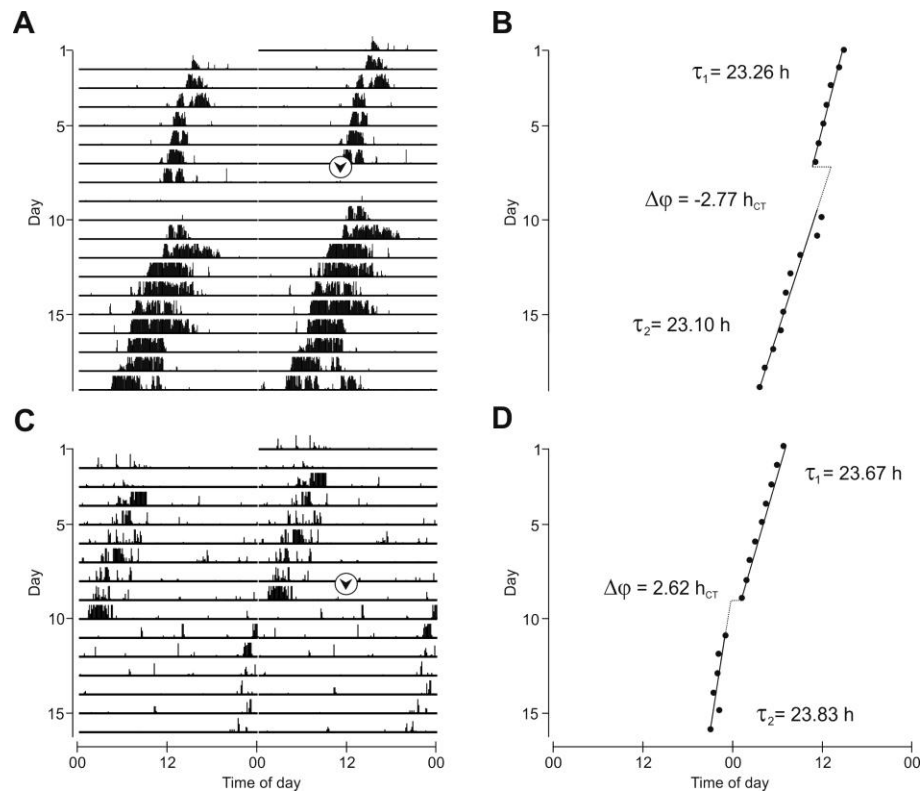 A
B
1
5
10
15
Day
1
5
10
15
Day
τ1= 23.26 h
Δφ = -2.77 hCT
τ2= 23.10 h
C
D
1
5
10
15
Day
00
12
00
12
00
Time of day
1
5
10
15
Day
τ1= 23.67 h
Δφ = 2.62 hCT
τ2= 23.83 h
00
12
00
12
00
Time of day